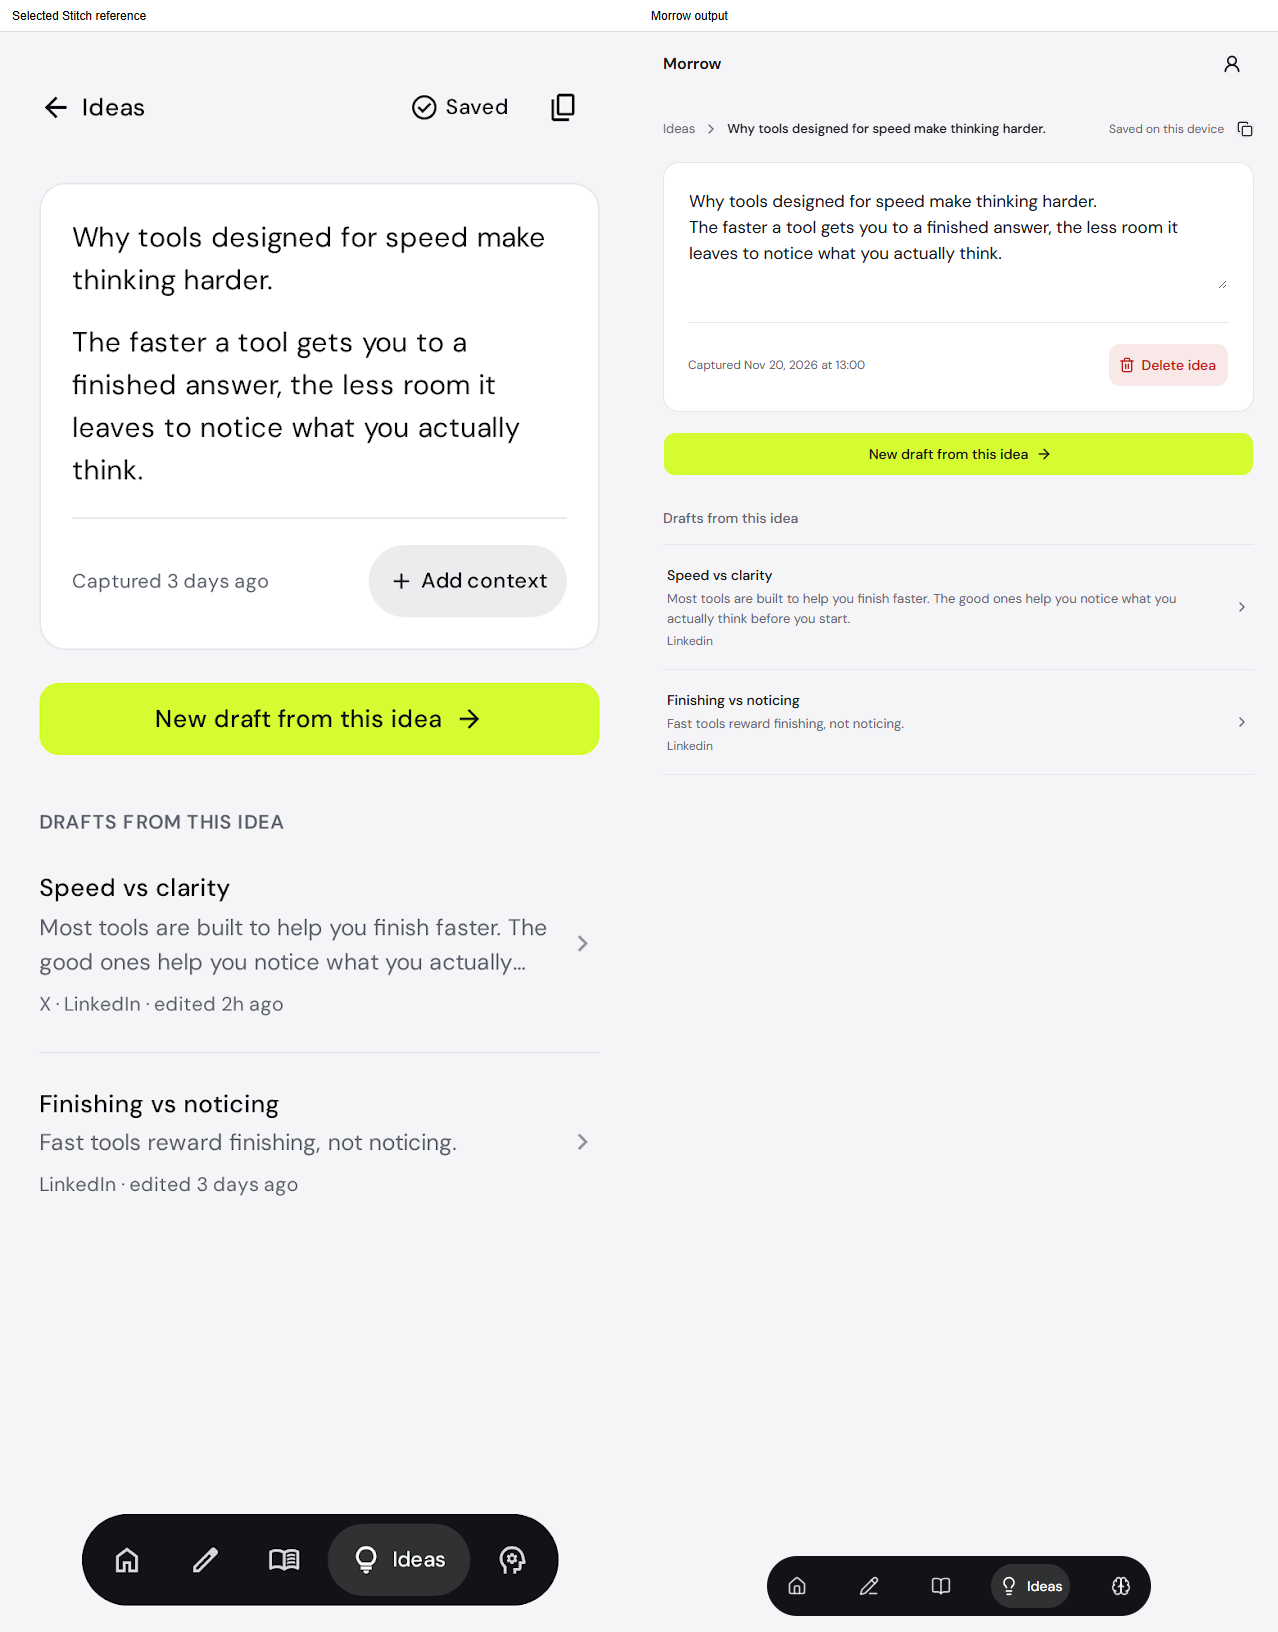 Selected Stitch reference
Ideas
Saved
Why tools designed for speed make
thinking harder.
The faster a tool gets you to a
finished answer, the less room it
leaves to notice what you actually
think.
Captured 3 days ago
+ Add context
New draft from this idea →
DRAFTS FROM THIS IDEA
Speed vs clarity
Most tools are built to help you finish faster. The
good ones help you notice what you actually...
X · LinkedIn · edited 2h ago
Finishing vs noticing
Fast tools reward finishing, not noticing.
LinkedIn · edited 3 days ago
Ideas
Morrow output
Morrow
Ideas > Why tools designed for speed make thinking harder.
Saved on this device
Why tools designed for speed make thinking harder.
The faster a tool gets you to a finished answer, the less room it
leaves to notice what you actually think.
Captured Nov 20, 2026 at 13:00
Delete idea
New draft from this idea →
Drafts from this idea
Speed vs clarity
Most tools are built to help you finish faster. The good ones help you notice what you
actually think before you start.
Linkedin
Finishing vs noticing
Fast tools reward finishing, not noticing.
Linkedin
Ideas